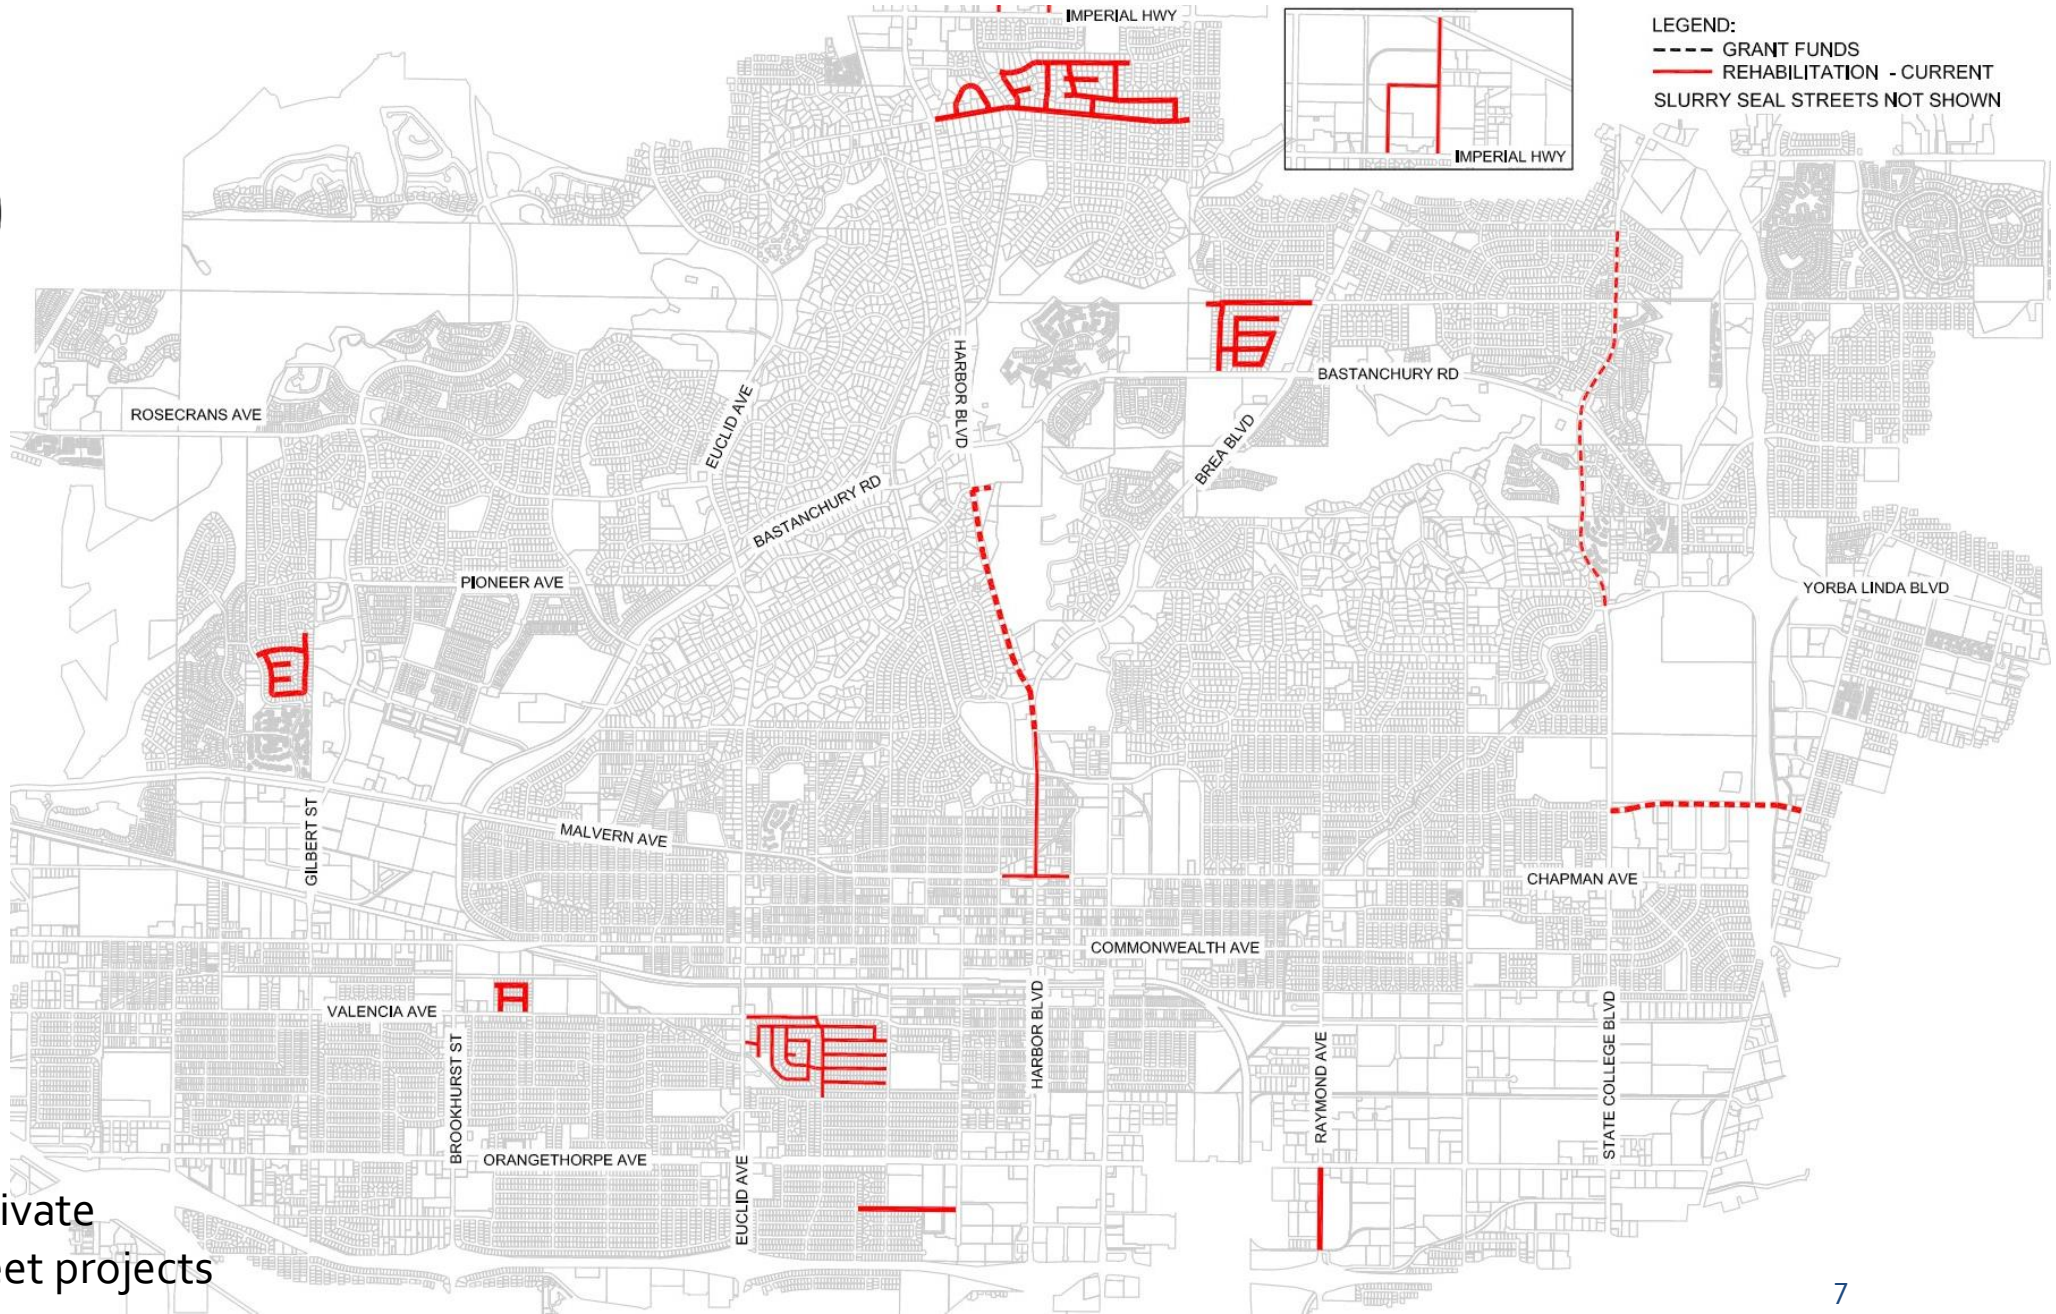 IMPERIAL HWY
LEGEND:
GRANT FUNDS
REHABILITATION - CURRENT
SLURRY SEAL STREETS NOT SHOWN
IMPERIAL HWY
)
HARBOR BLVD
BASTANCHURY RD
ROSECRANS AVE
EUCLID AVE
BREA BLVD
BASTANCHURY RD
PIONEER AVE
YORBA LINDA BLVD
GILBERT ST
MALVERN AVE
CHAPMAN AVE
COMMONWEALTH AVE
VALENCIA AVE
HARBOR BLVD
BROOKHURST ST
RAYMOND AVE
STATE COLLEGE BLVD
ORANGETHORPE AVE
EUCLID AVE
ivate
et projects
7